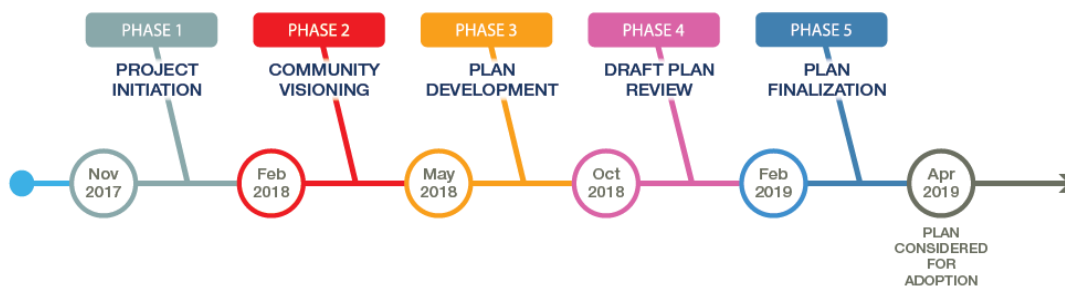 PHASE 1
PHASE 2
PHASE 3
PHASE 4
PHASE 5
PROJECT
INITIATION
COMMUNITY
VISIONING
PLAN
DEVELOPMENT
DRAFT PLAN
REVIEW
PLAN
FINALIZATION
Nov
2017
Feb
2018
May
2018
Oct
2018
Feb
2019
Apr
2019
PLAN
CONSIDERED
FOR
ADOPTION